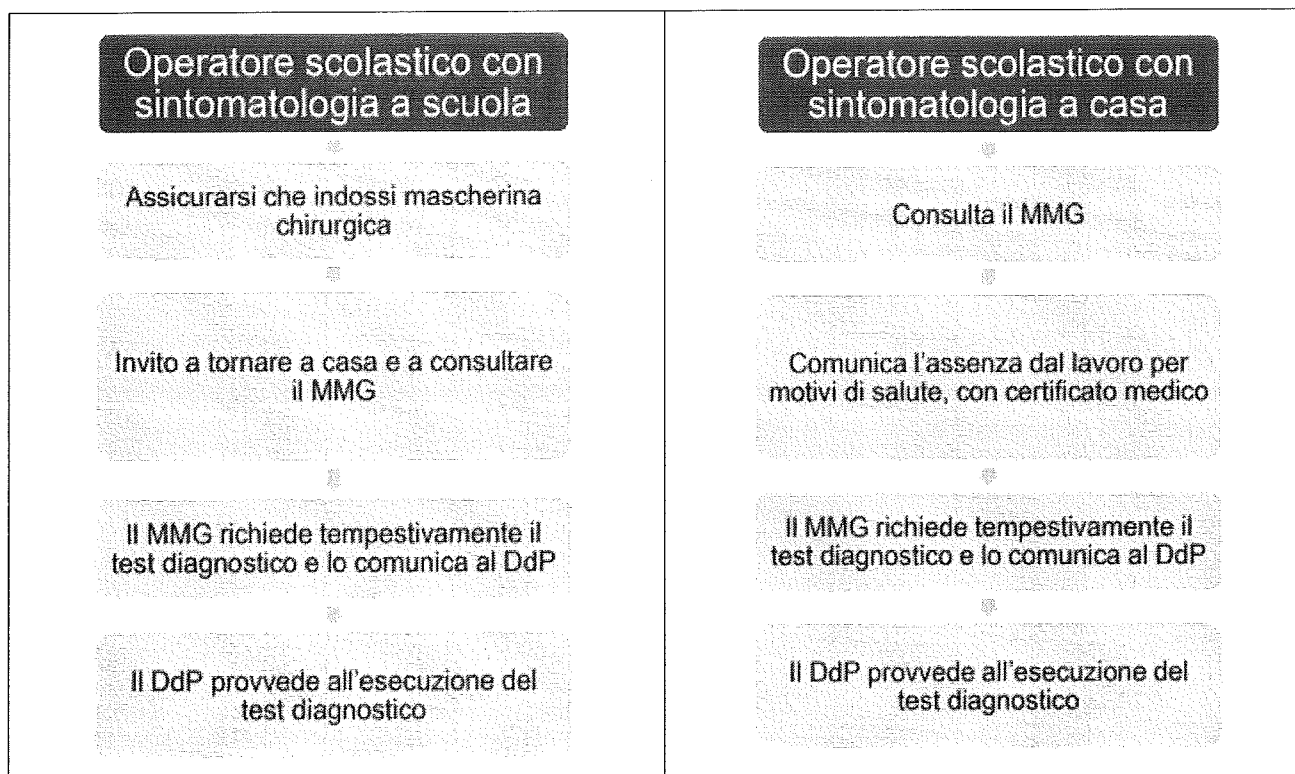 Operatore scolastico con
sintomatologia a scuola
Assicurarsi che indossi mascherina
chirurgica
Invito a tornare a casa e a consultare
il MMG
Il MMG richiede tempestivamente il
test diagnostico e lo comunica al DdP
Il DdP provvede all'esecuzione del
test diagnostico
Operatore scolastico con
sintomatologia a casa
Consulta il MMG
Comunica l'assenza dal lavoro per
motivi di salute, con certificato medico
Il MMG richiede tempestivamente il
test diagnostico e lo comunica al DdP
Il DdP provvede all'esecuzione del
test diagnostico